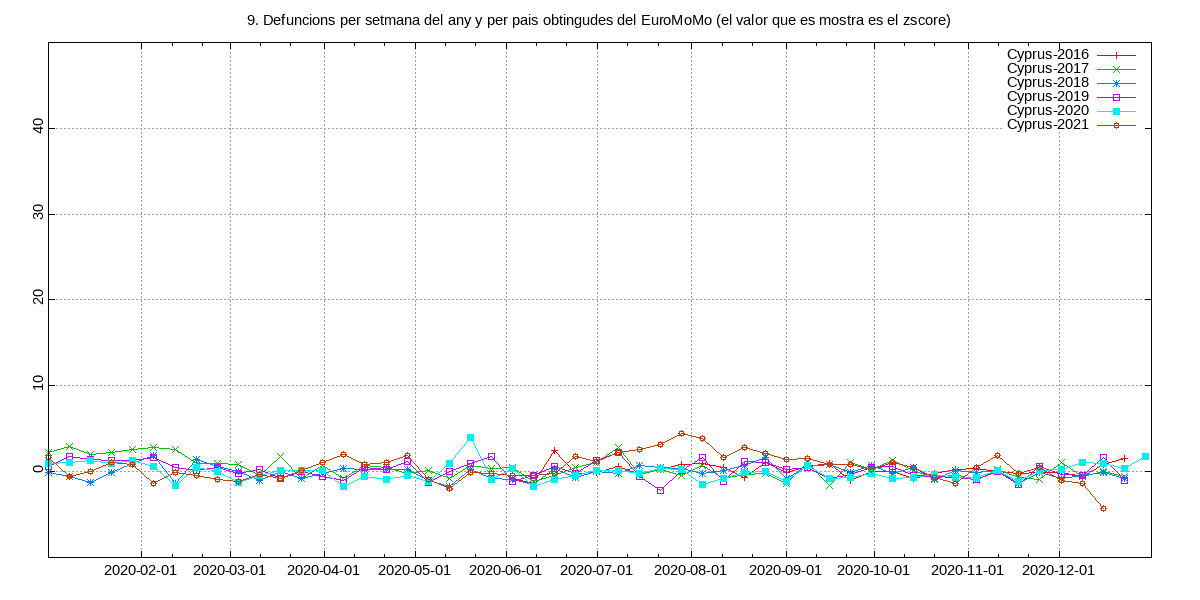 9. Defuncions per setmana del any y per pais obtingudes del EuroMoMo (el valor que es mostra es el zscore)
Cyprus-2016
Cyprus-2017
Cyprus-2018
Cyprus-2019
Cyprus-2020
Cyprus-2021
40
30
20
10
0
2020-02-01 2020-03-01 2020-04-01 2020-05-01 2020-06-01 2020-07-01 2020-08-01 2020-09-01 2020-10-01 2020-11-01 2020-12-01